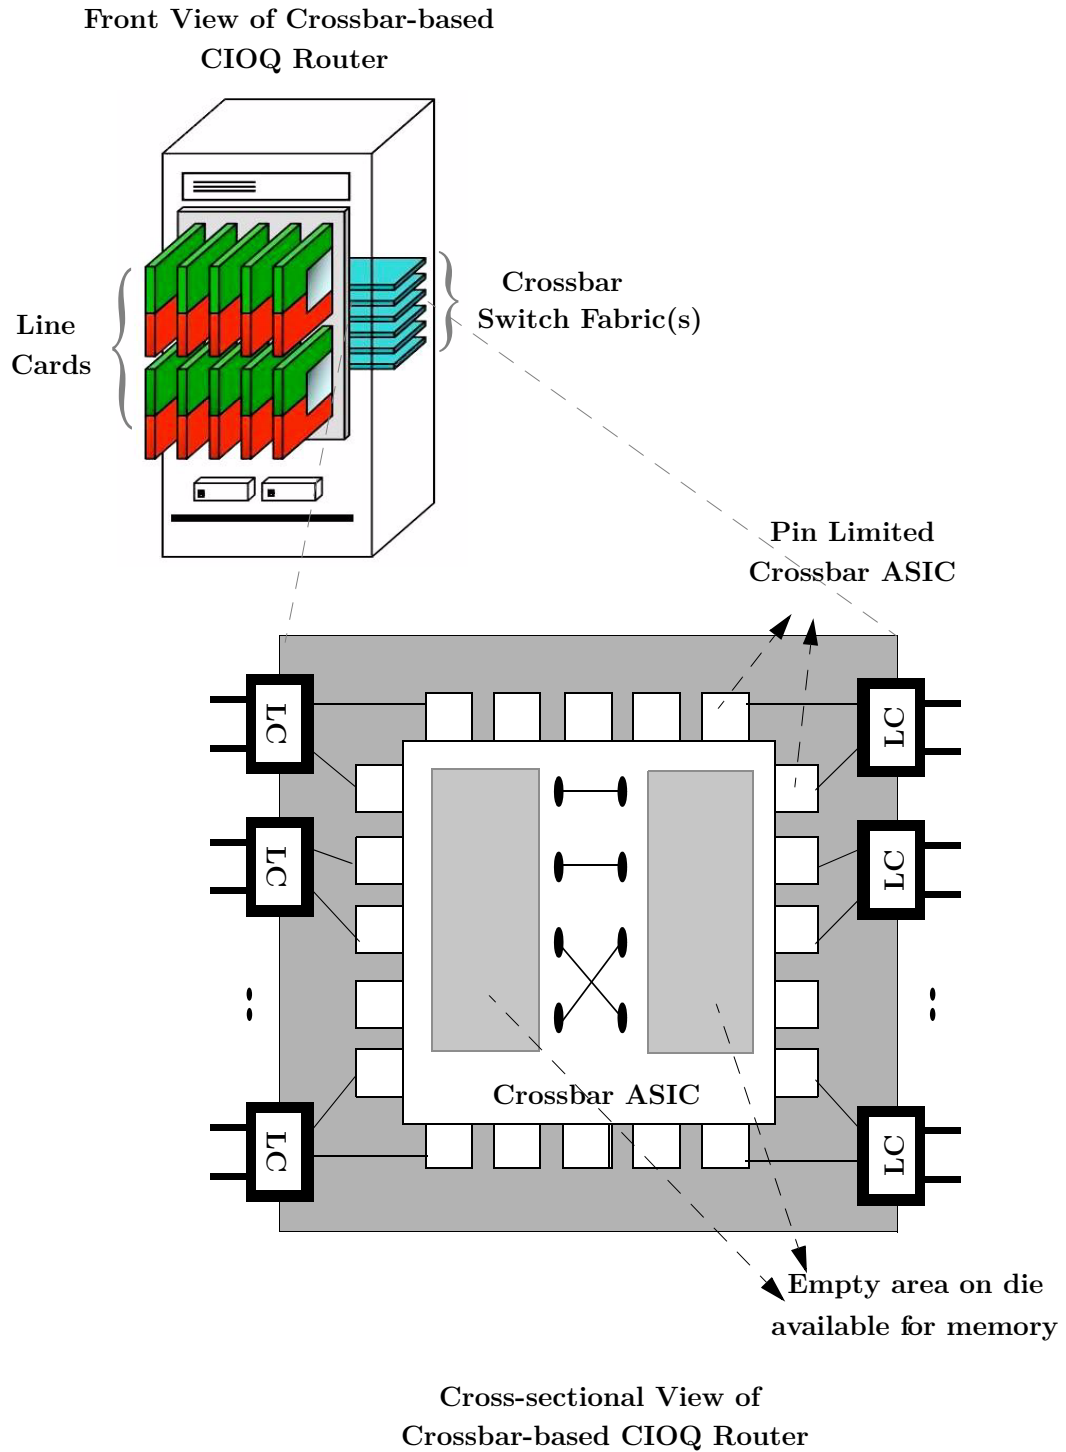 Front View of Crossbar-based
CIOQ Router
Crossbar
Switch Fabric(s)
Line
Cards
Pin Limited
Crossbar ASIC
LC
LC
LC
LC
LC
LC
Crossbar ASIC
Empty area on die
available for memory
Cross-sectional View of
Crossbar-based CIOQ Router